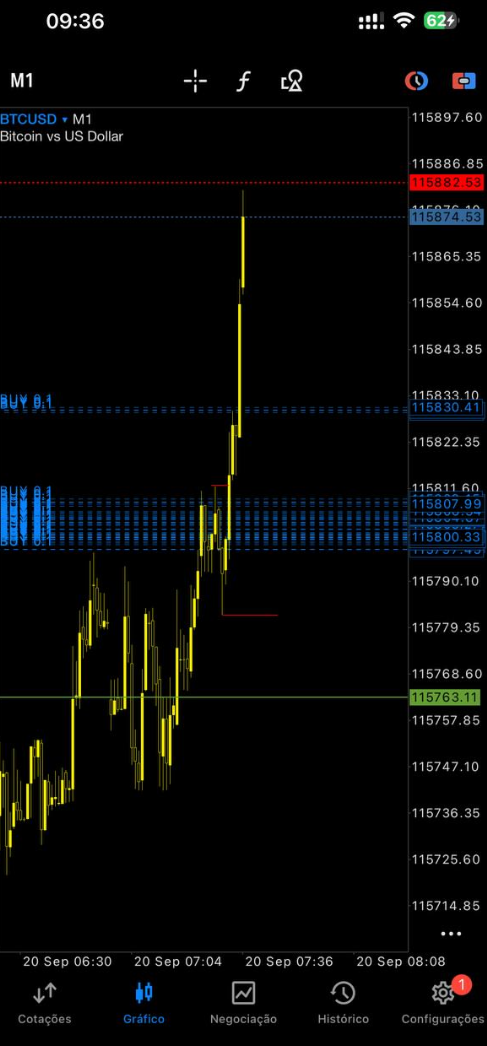 09:36
62
M1
BTCUSD ▾ M1
Bitcoin vs US Dollar
115897.60
115886.85
115882.53
115874.53
115865.35
115854.60
115843.85
115833.10
BUY 0.1
115830.41
115822.35
115811.60
BUY 0.1
115807.99
115800.33
BUY 0.1
115790.10
115779.35
115768.60
115763.11
115757.85
115747.10
115736.35
115725.60
115714.85
20 Sep 06:30
20 Sep 07:04
20 Sep 07:36
20 Sep 08:08
1
Cotações
Gráfico
Negociação
Histórico
Configurações